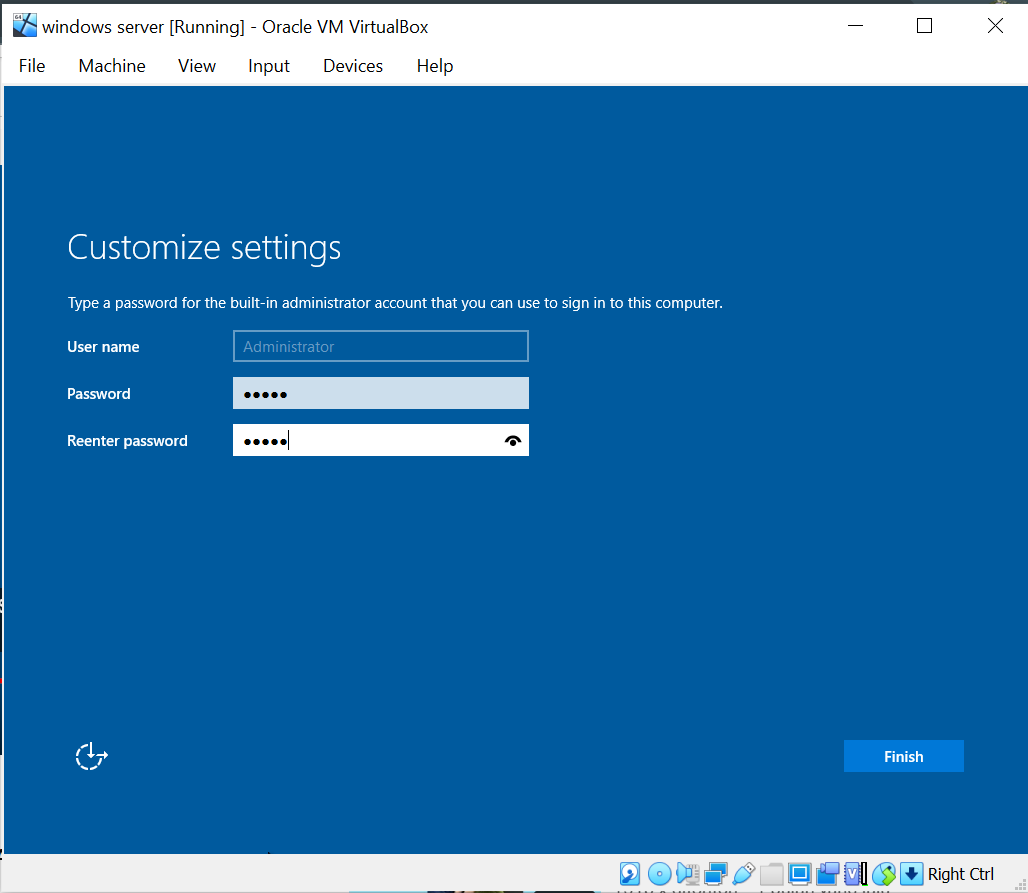 windows server [Running] - Oracle VM VirtualBox
File Machine View Input Devices Help
Customize settings
Type a password for the built-in administrator account that you can use to sign in to this computer.
User name Administrator
Password •••••
Reenter password •••••
Finish
Right Ctrl